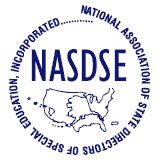 NATIONAL ASSOCIATION OF STATE DIRECTORS OF SPECIAL EDUCATION, INCORPORATED
NASDSE